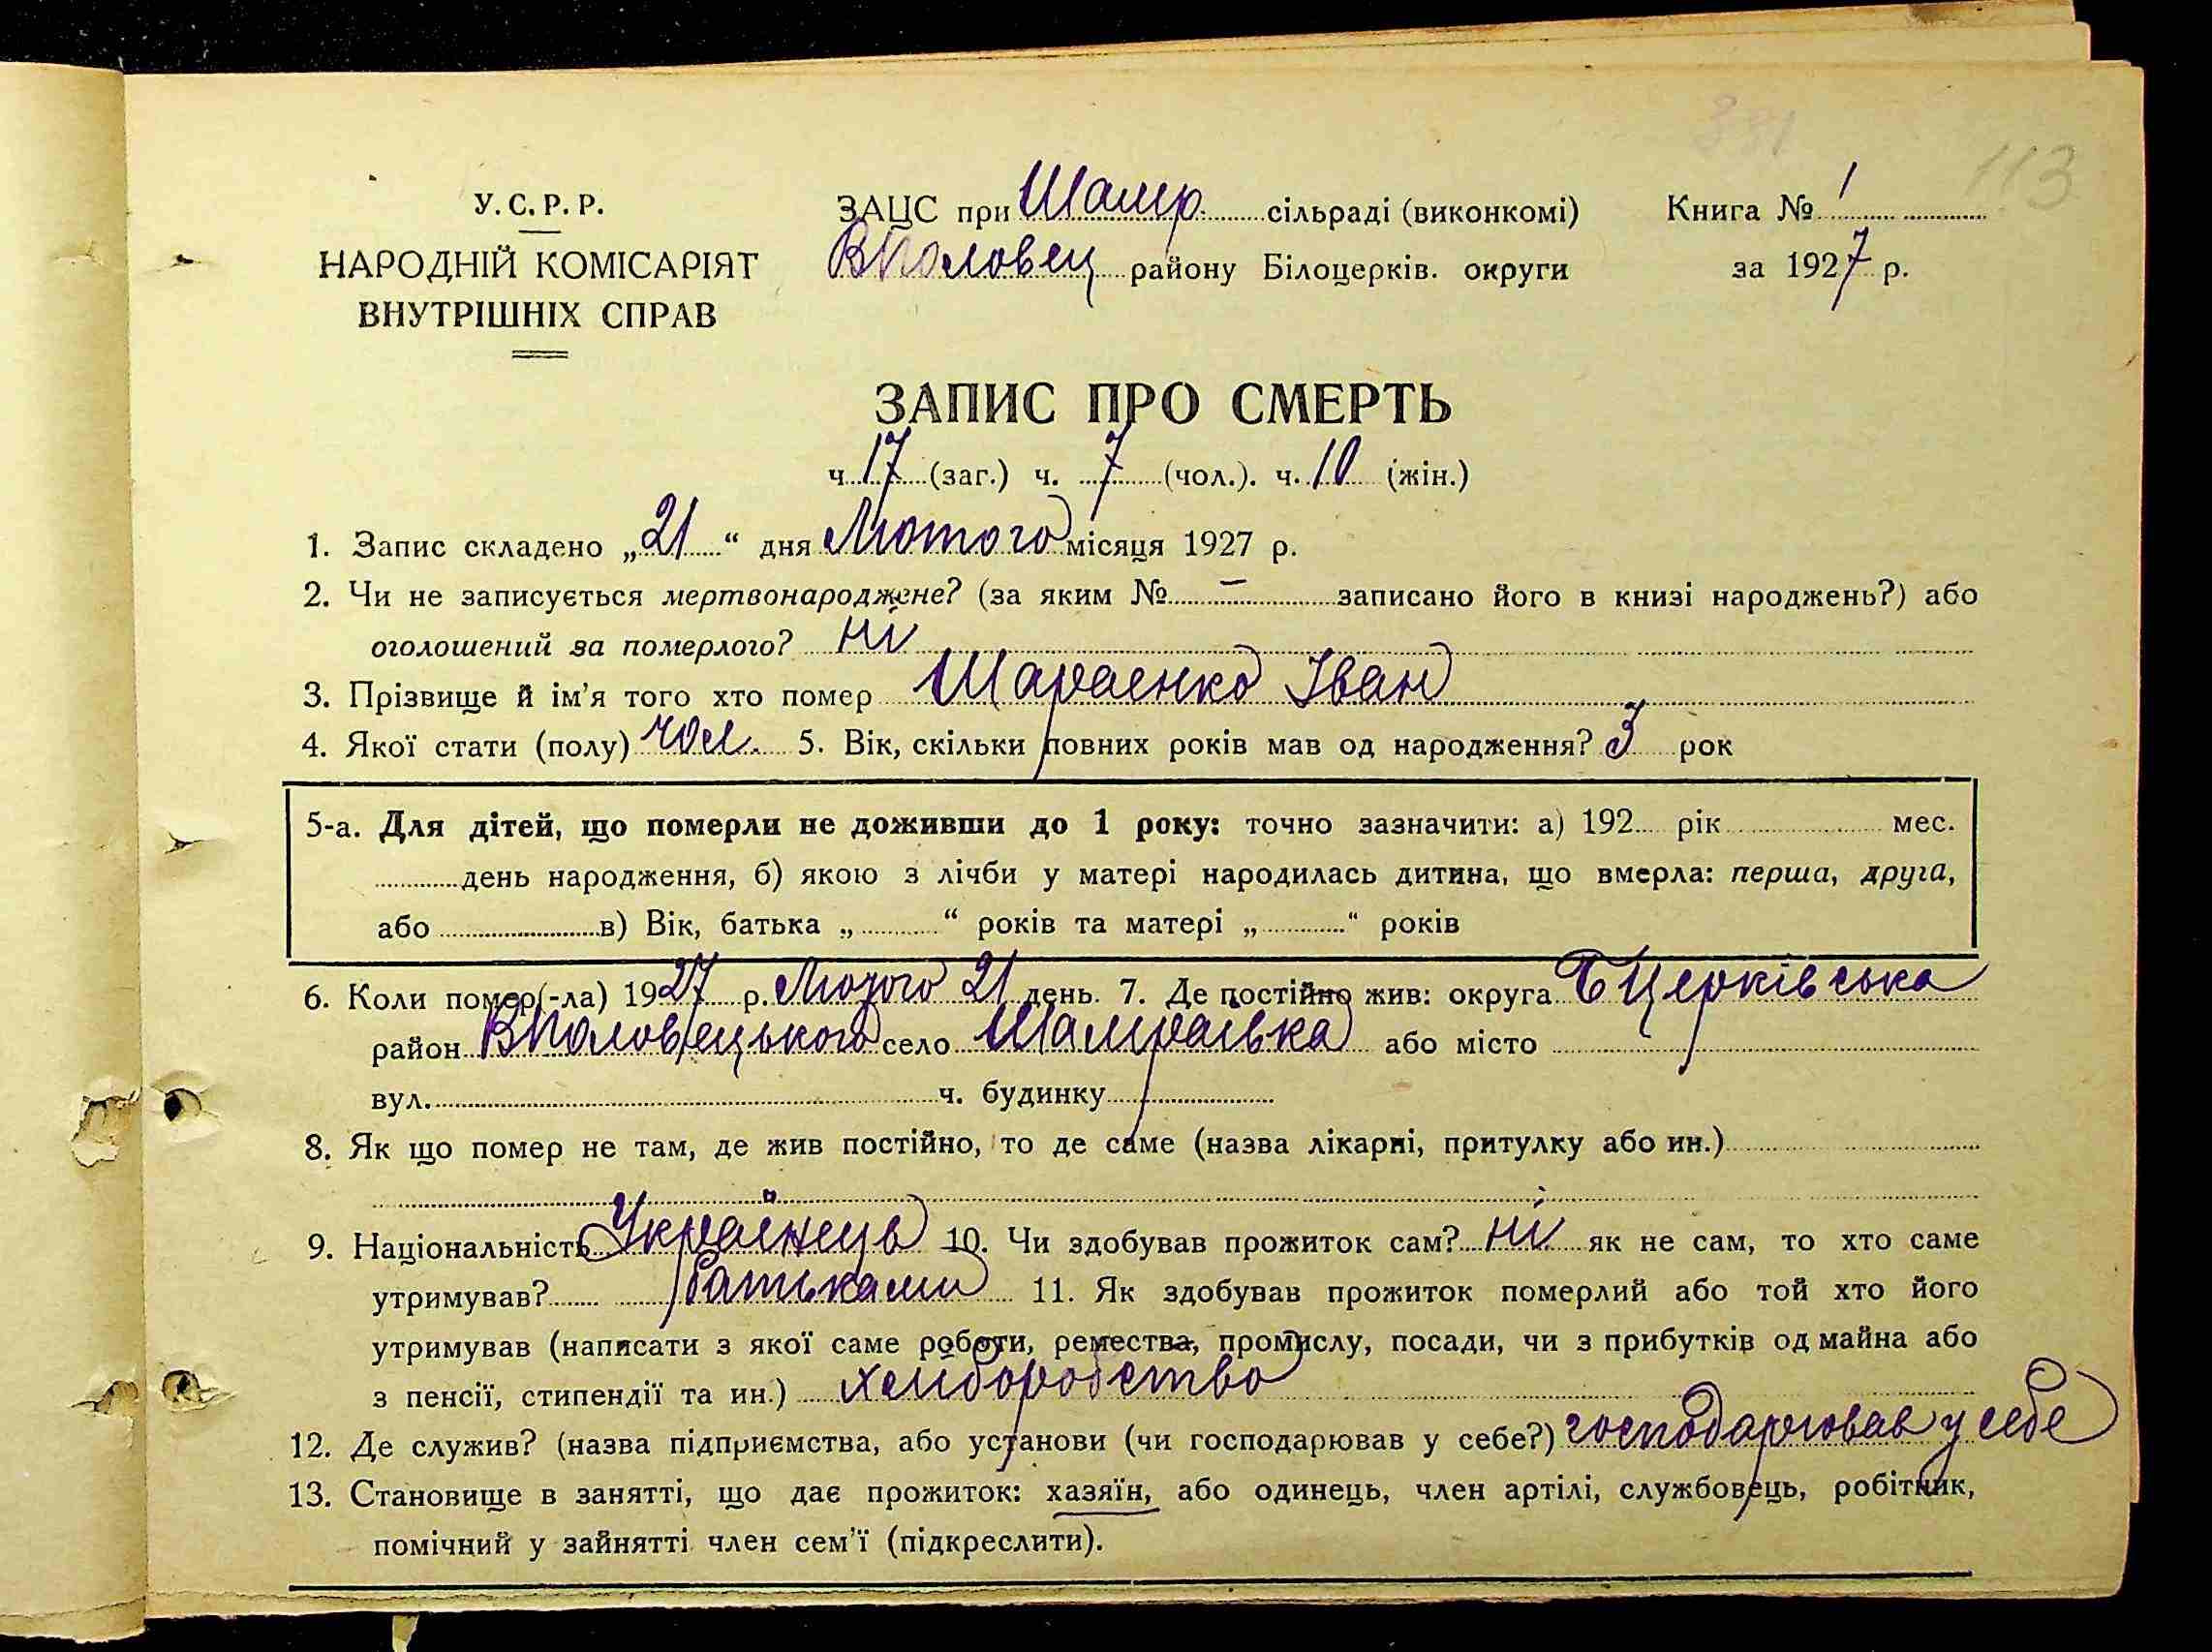 381
113
У.С.Р.Р.
НАРОДНІЙ КОМІСАРІЯТ
ВНУТРІШНІХ СПРАВ
ЗАЦС при Шамр. сільраді (виконкомі)
ВПоловец району Білоцерків. округи
Книга № 1
за 1927 р.
ЗАПИС ПРО СМЕРТЬ
ч. 17 (заг.) ч. 7 (чол.). ч. 10 (жін.)
1. Запис складено „21“ дня Лютого місяця 1927 р.
2. Чи не записується мертвонароджене? (за яким № – записано його в книзі народжень?) або
оголошений за померлого? ні
3. Прізвище й ім'я того хто помер Шараенко Іван
4. Якої стати (полу) чол. 5. Вік, скільки повних років мав од народження? 3 рок
5-а. Для дітей, що померли не доживши до 1 року: точно зазначити: а) 192 рік мес.
день народження, б) якою з лічби у матері народилась дитина, що вмерла: перша, друга,
або в) Вік, батька „ “ років та матері „ “ років
6. Коли помер(-ла) 1927 р. Лютого 21 день. 7. Де постійно жив: округа БЦерківська
район ВПоловецького село Шамраївка або місто
вул. ч. будинку
8. Як що помер не там, де жив постійно, то де саме (назва лікарні, притулку або ин.)
9. Національність Українець 10. Чи здобував прожиток сам? ні як не сам, то хто саме
утримував? батьками 11. Як здобував прожиток померлий або той хто його
утримував (написати з якої саме роботи, ремества, промислу, посади, чи з прибутків од майна або
з пенсії, стипендії та ин.) хліборобство
12. Де служив? (назва підприємства, або установи (чи господарював у себе?) господарював у себе
13. Становище в занятті, що дає прожиток: хазяїн, або одинець, член артілі, службовець, робітник,
помічний у зайнятті член сем'ї (підкреслити).